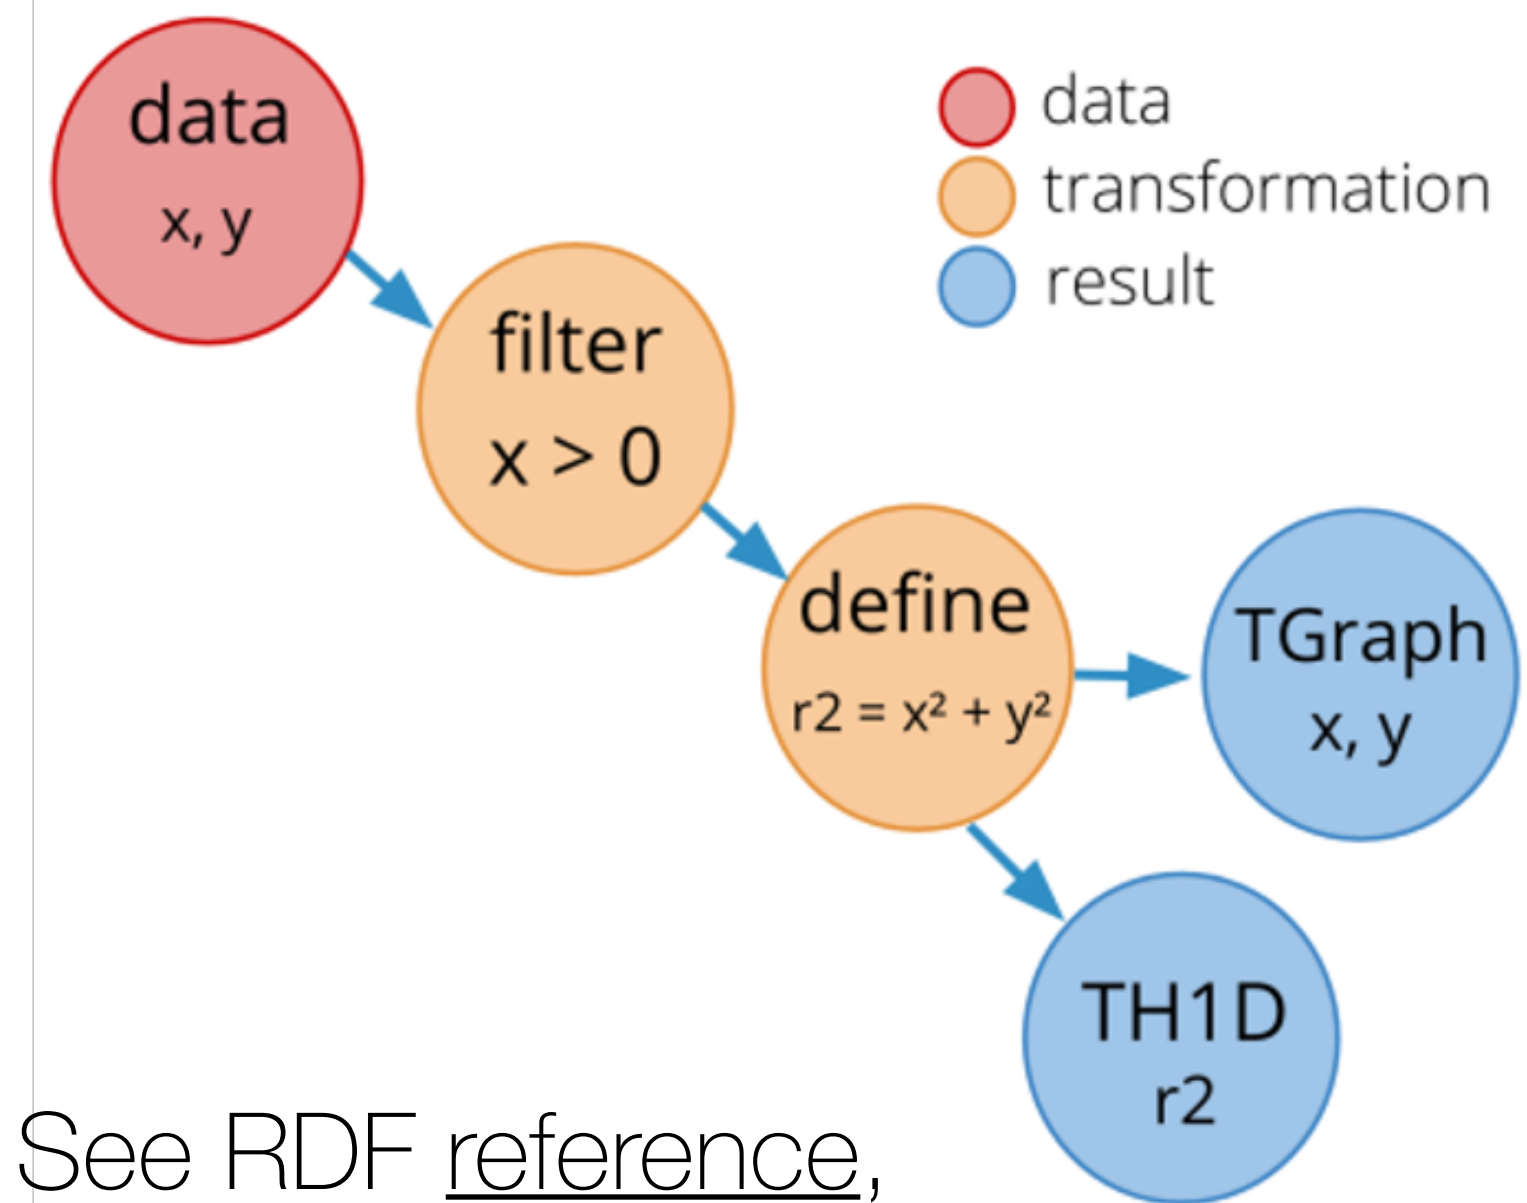 data
x, y
filter
x > 0
define
r2 = x² + y²
TGraph
x, y
TH1D
r2
data
transformation
result
See RDF reference,